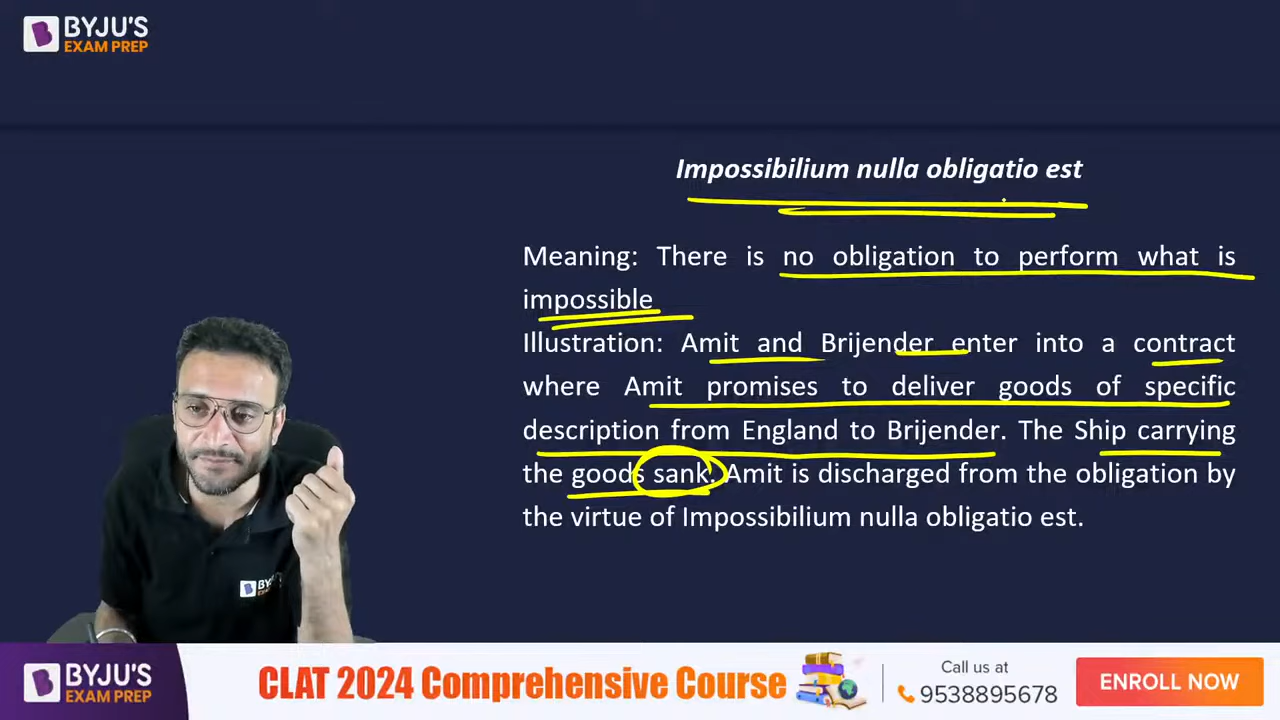 BYJU'S
EXAM PREP
Impossibilium nulla obligatio est
Meaning: There is no obligation to perform what is
impossible
Illustration: Amit and Brijender enter into a contract
where Amit promises to deliver goods of specific
description from England to Brijender. The Ship carrying
the goods sank. Amit is discharged from the obligation by
the virtue of Impossibilium nulla obligatio est.
BYJU'S
EXAM PREP
CLAT 2024 Comprehensive Course
Call us at
9538895678
ENROLL NOW